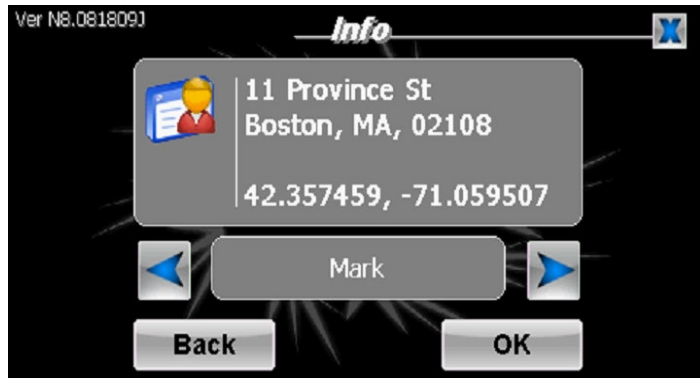 Ver N8.081809J
Info
11 Province St
Boston, MA, 02108
42.357459, -71.059507
Mark
Back
OK